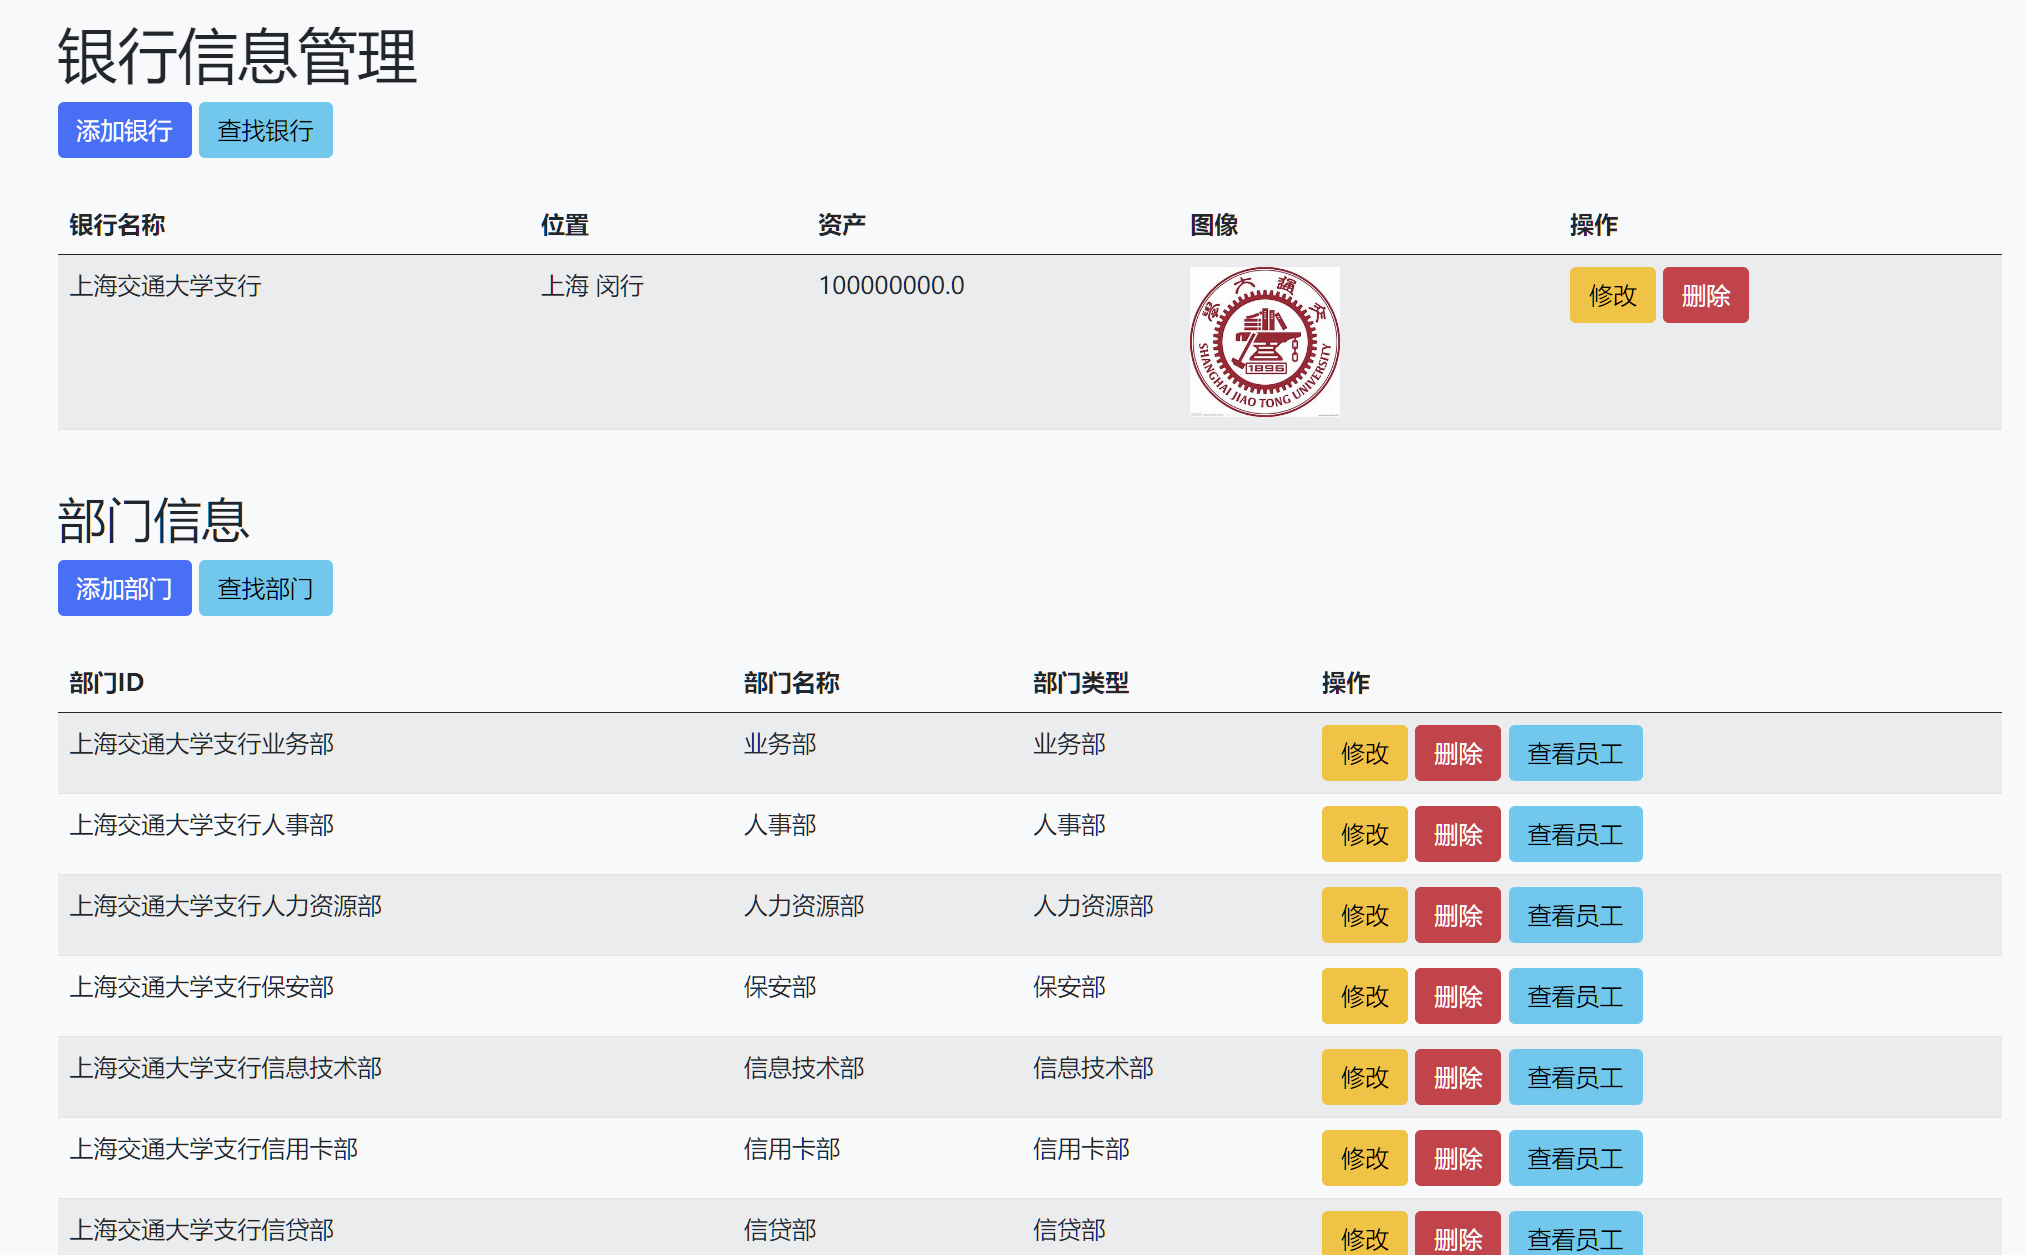 银行信息管理
添加银行 查找银行
银行名称 位置 资产 图像 操作
上海交通大学支行 上海 闵行 100000000.0 修改 删除
學 大 通 交
1896
SHANGHAI JIAO TONG UNIVERSITY
部门信息
添加部门 查找部门
部门ID 部门名称 部门类型 操作
上海交通大学支行业务部 业务部 业务部 修改 删除 查看员工
上海交通大学支行人事部 人事部 人事部 修改 删除 查看员工
上海交通大学支行人力资源部 人力资源部 人力资源部 修改 删除 查看员工
上海交通大学支行保安部 保安部 保安部 修改 删除 查看员工
上海交通大学支行信息技术部 信息技术部 信息技术部 修改 删除 查看员工
上海交通大学支行信用卡部 信用卡部 信用卡部 修改 删除 查看员工
上海交通大学支行信贷部 信贷部 信贷部 修改 删除 查看员工